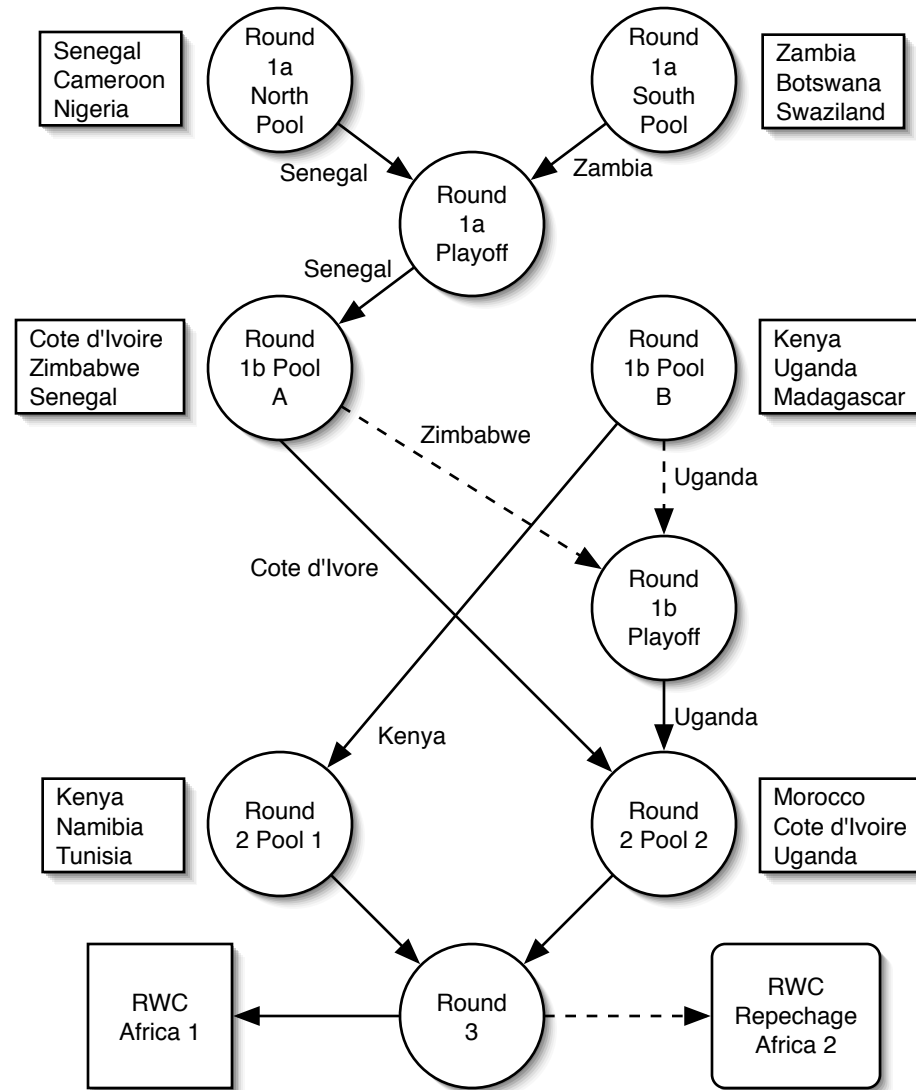 Senegal
Cameroon
Nigeria
Round
1a
North
Pool
Round
1a
South
Pool
Zambia
Botswana
Swaziland
Senegal
Zambia
Round
1a
Playoff
Senegal
Cote d'Ivoire
Zimbabwe
Senegal
Round
1b Pool
A
Round
1b Pool
B
Kenya
Uganda
Madagascar
Zimbabwe
Uganda
Cote d'Ivore
Round
1b
Playoff
Kenya
Uganda
Kenya
Namibia
Tunisia
Round
2 Pool 1
Round
2 Pool 2
Morocco
Cote d'Ivoire
Uganda
RWC
Africa 1
Round
3
RWC
Repechage
Africa 2